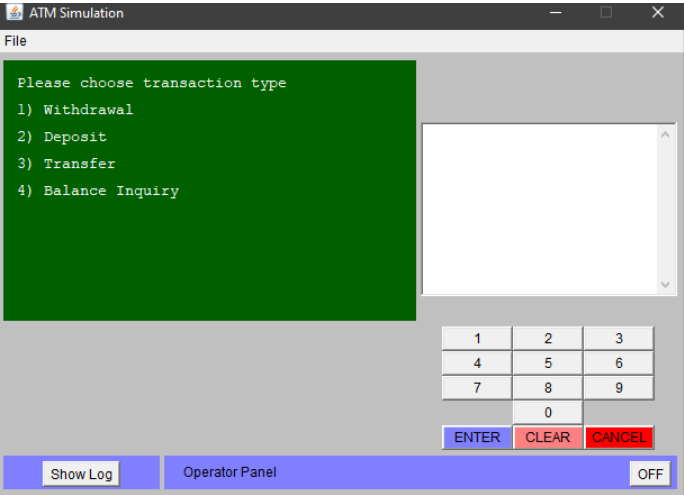 ATM Simulation
File
Please choose transaction type
1) Withdrawal
2) Deposit
3) Transfer
4) Balance Inquiry
1 2 3
4 5 6
7 8 9
0
ENTER CLEAR CANCEL
Show Log Operator Panel OFF